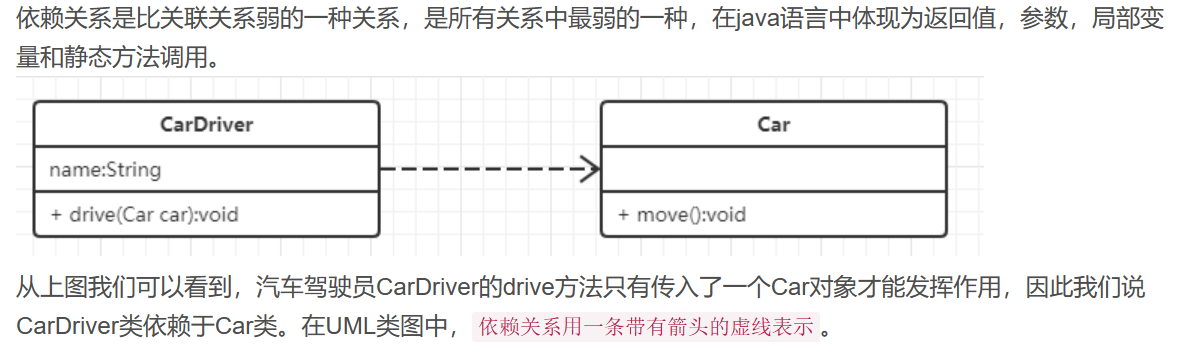 依赖关系是比关联关系弱的一种关系，是所有关系中最弱的一种，在java语言中体现为返回值，参数，局部变
量和静态方法调用。
CarDriver
Car
name:String
+ drive(Car car):void
+ move():void
从上图我们可以看到，汽车驾驶员CarDriver的drive方法只有传入了一个Car对象才能发挥作用，因此我们说
CarDriver类依赖于Car类。在UML类图中，依赖关系用一条带有箭头的虚线表示。